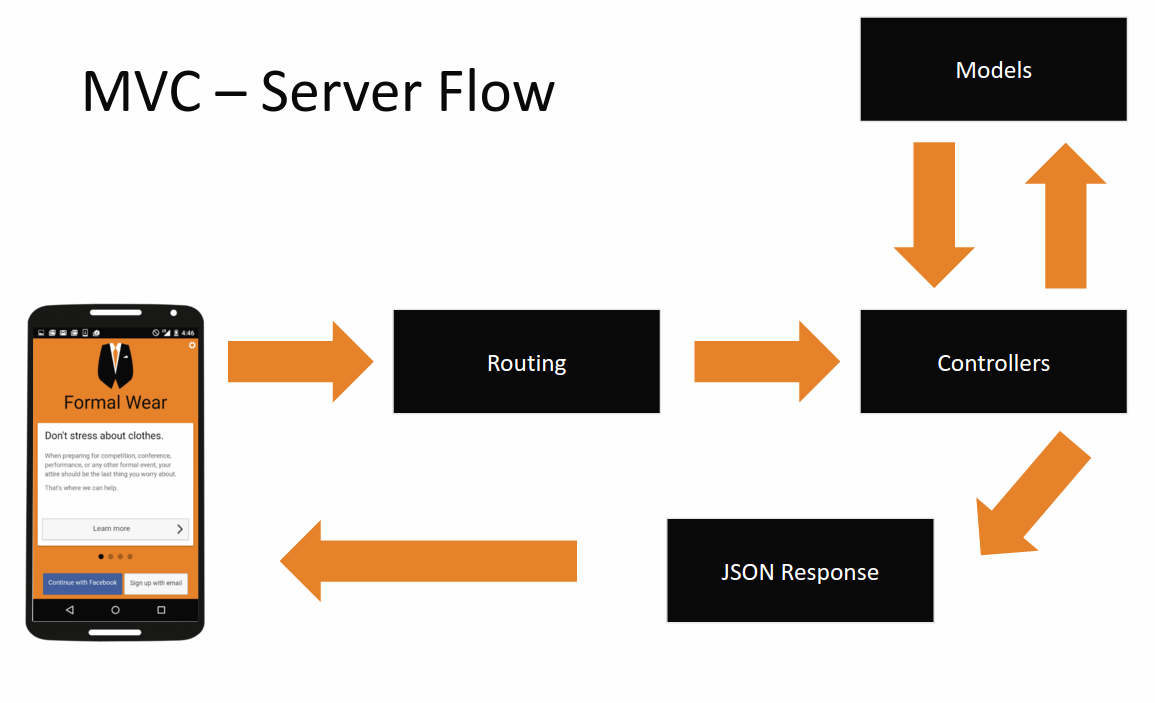 MVC – Server Flow
Models
Routing
Controllers
JSON Response
4:46
Formal Wear
Don't stress about clothes.
When preparing for competition, conference,
performance, or any other formal event, your
attire should be the last thing you worry about.
That's where we can help.
Learn more
Continue with Facebook
Sign up with email